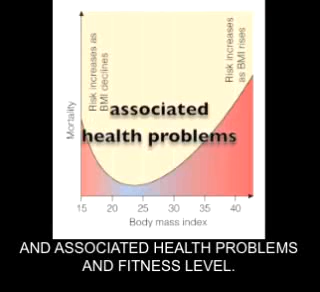 Risk increases as
BMI declines
Risk increases
as BMI rises
associated
health problems
Mortality
15 20 25 30 35 40
Body mass index
AND ASSOCIATED HEALTH PROBLEMS
AND FITNESS LEVEL.